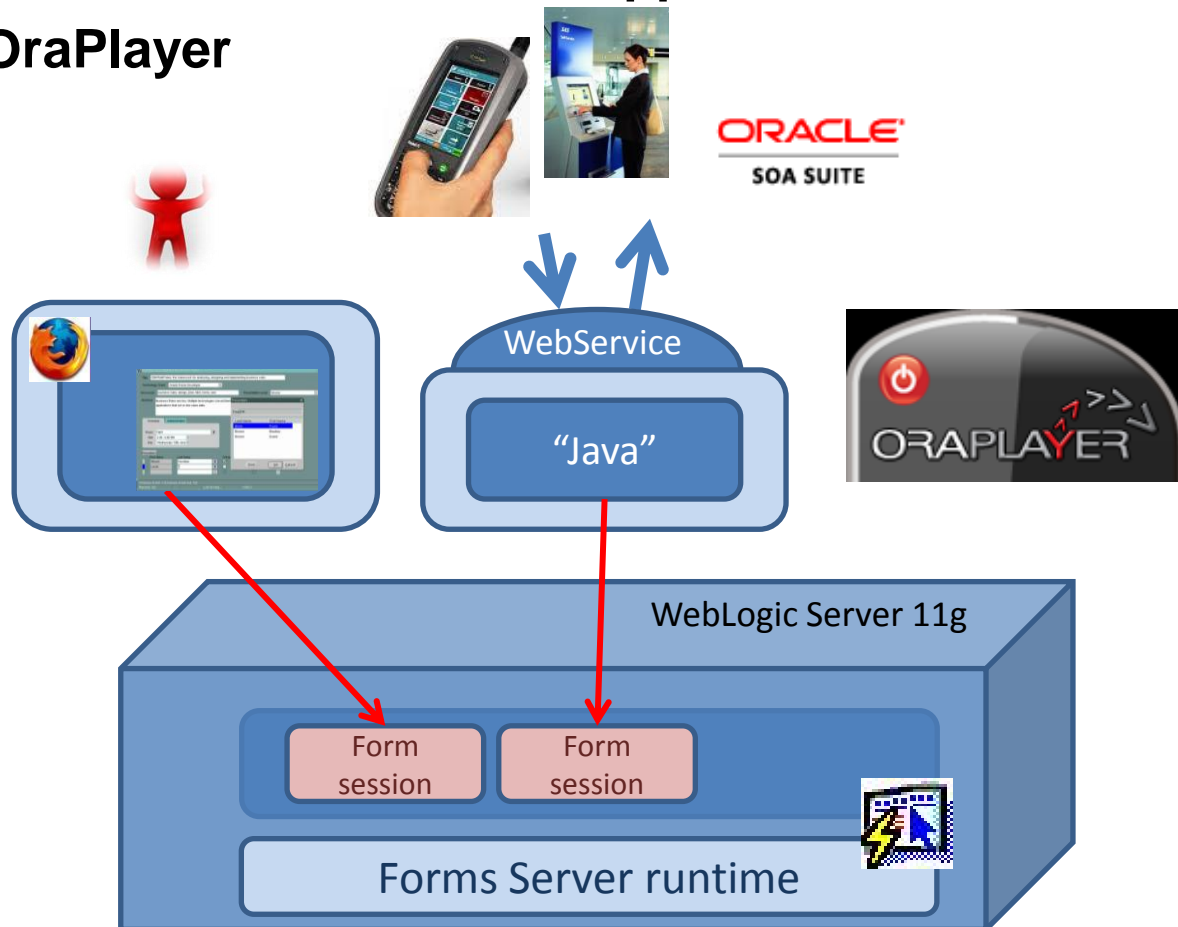 OraPlayer
ORACLE
SOA SUITE
WebService
“Java”
ORAPLAYER
WebLogic Server 11g
Form
session
Form
session
Forms Server runtime